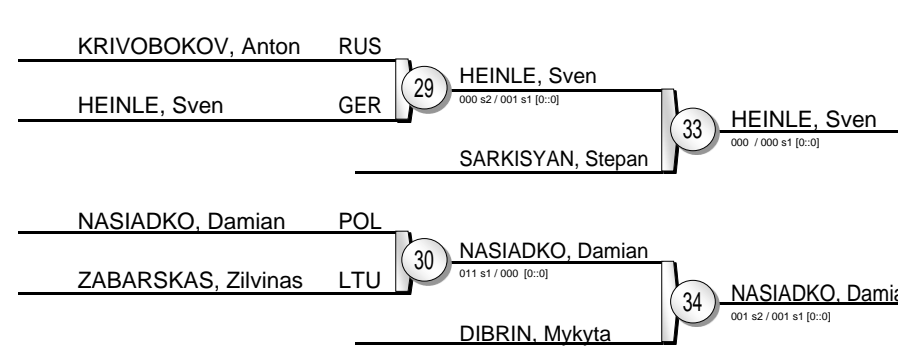 KRIVOBOKOV, Anton RUS
29
HEINLE, Sven
000 s2 / 001 s1 [0::0]
HEINLE, Sven GER
33
HEINLE, Sven
000 / 000 s1 [0::0]
SARKISYAN, Stepan
NASIADKO, Damian POL
30
NASIADKO, Damian
011 s1 / 000 [0::0]
ZABARSKAS, Zilvinas LTU
34
NASIADKO, Damia
001 s2 / 001 s1 [0::0]
DIBRIN, Mykyta